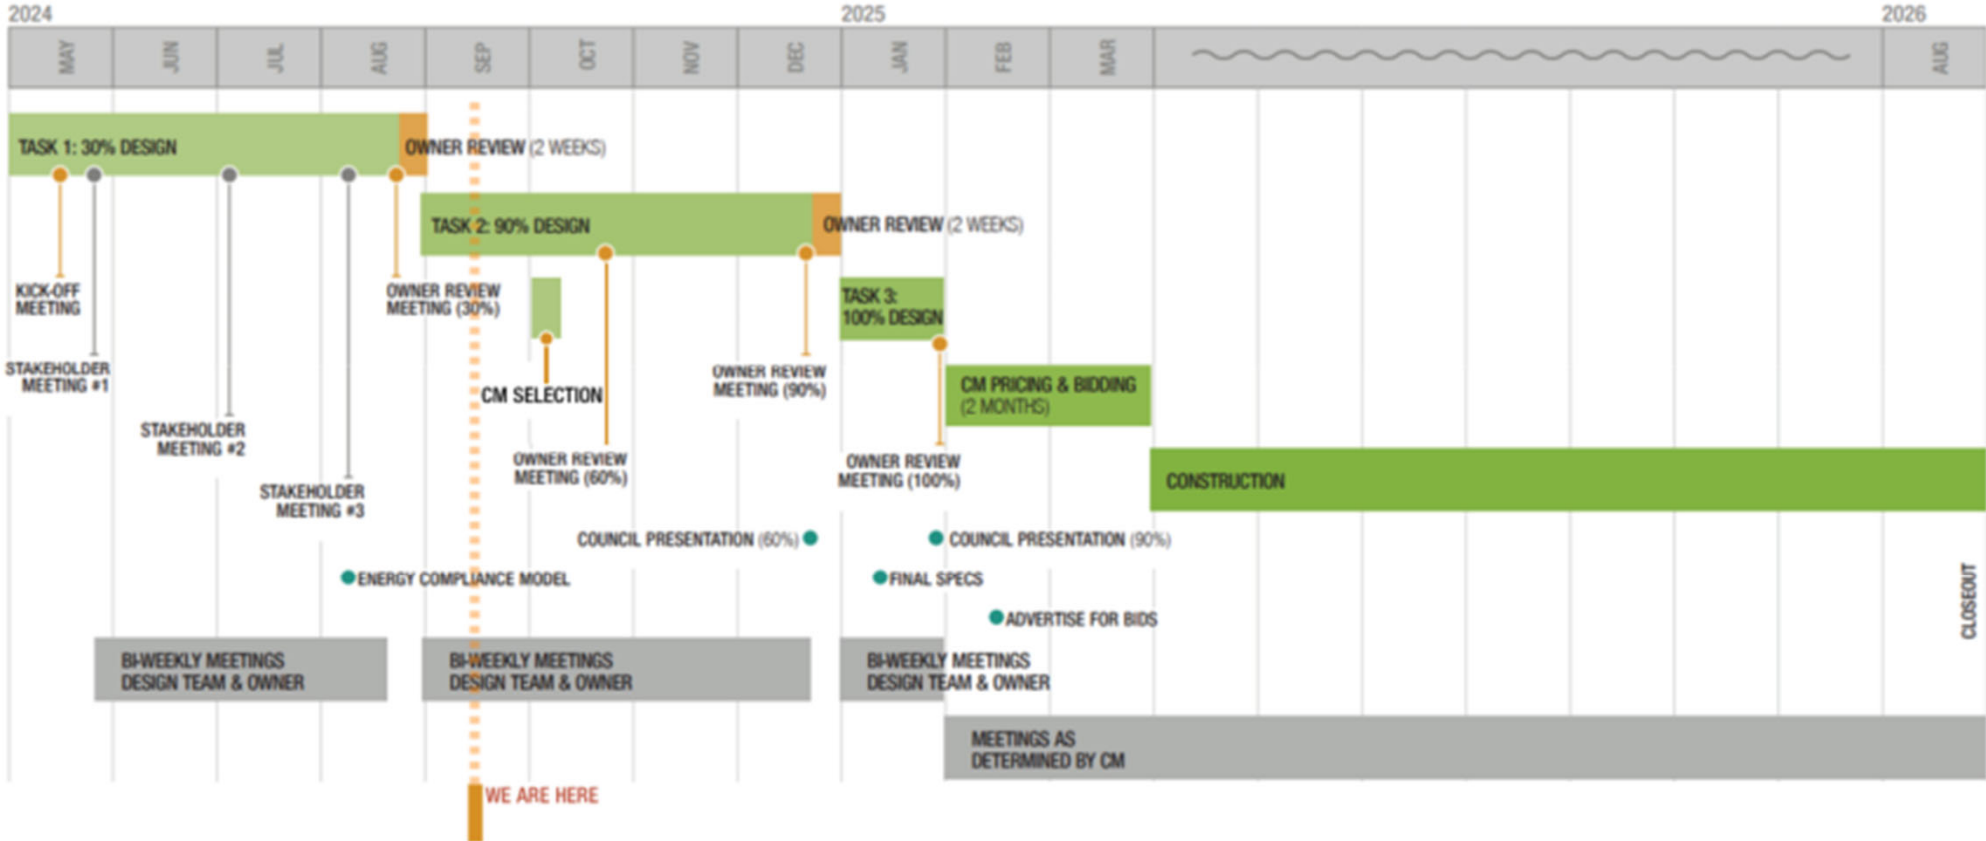 2024
2025
2026
MAY
JUN
JUL
AUG
SEP
OCT
NOV
DEC
JAN
FEB
MAR
AUG
TASK 1: 30% DESIGN
OWNER REVIEW (2 WEEKS)
TASK 2: 90% DESIGN
OWNER REVIEW (2 WEEKS)
KICK-OFF
MEETING
OWNER REVIEW
MEETING (30%)
TASK 3:
100% DESIGN
STAKEHOLDER
MEETING #1
CM SELECTION
OWNER REVIEW
MEETING (90%)
CM PRICING & BIDDING
(2 MONTHS)
STAKEHOLDER
MEETING #2
OWNER REVIEW
MEETING (60%)
OWNER REVIEW
MEETING (100%)
CONSTRUCTION
STAKEHOLDER
MEETING #3
COUNCIL PRESENTATION (60%)
COUNCIL PRESENTATION (90%)
ENERGY COMPLIANCE MODEL
FINAL SPECS
ADVERTISE FOR BIDS
CLOSEOUT
BI-WEEKLY MEETINGS
DESIGN TEAM & OWNER
BI-WEEKLY MEETINGS
DESIGN TEAM & OWNER
BI-WEEKLY MEETINGS
DESIGN TEAM & OWNER
MEETINGS AS
DETERMINED BY CM
WE ARE HERE